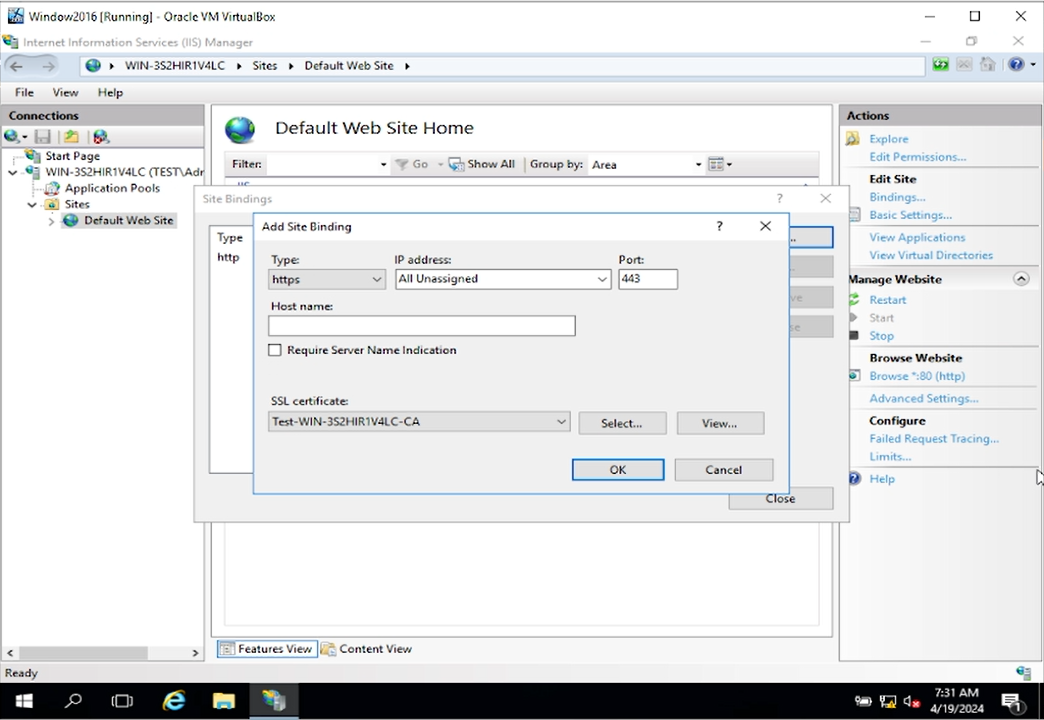 Window2016 [Running] - Oracle VM VirtualBox
Internet Information Services (IIS) Manager
WIN-3S2HIR1V4LC
Sites
Default Web Site
File
View
Help
Connections
Start Page
WIN-3S2HIR1V4LC (TEST\Adr
Application Pools
Sites
Default Web Site
Default Web Site Home
Filter:
Go
Show All
Group by:
Area
IIS
Site Bindings
?
Type
http
Close
Add Site Binding
?
Type:
IP address:
Port:
https
All Unassigned
443
Host name:
Require Server Name Indication
SSL certificate:
Test-WIN-3S2HIR1V4LC-CA
Select...
View...
OK
Cancel
Features View
Content View
Actions
Explore
Edit Permissions...
Edit Site
Bindings...
Basic Settings...
View Applications
View Virtual Directories
Manage Website
Restart
Start
Stop
Browse Website
Browse *:80 (http)
Advanced Settings...
Configure
Failed Request Tracing...
Limits...
Help
Ready
7:31 AM
4/19/2024
1